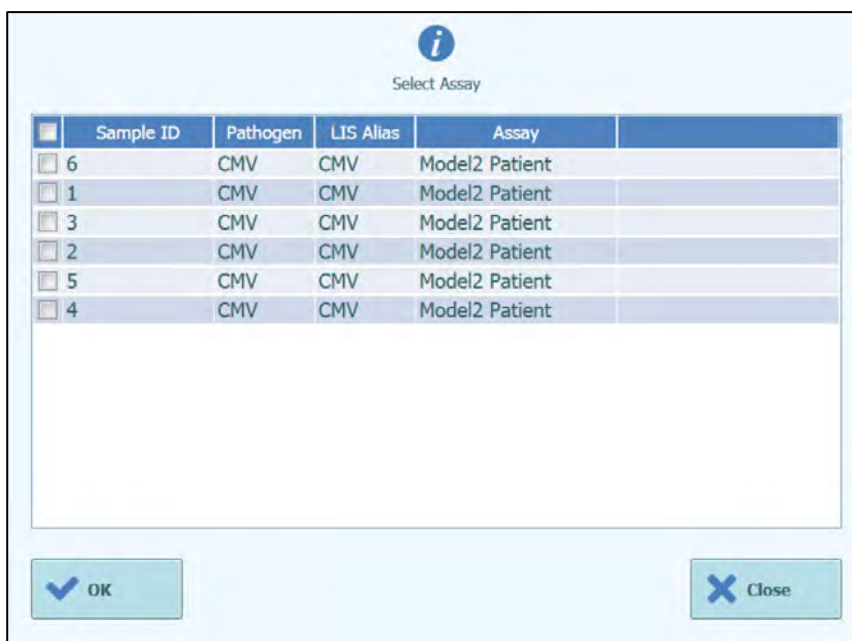 i
Select Assay
Sample ID Pathogen LIS Alias Assay
6 CMV CMV Model2 Patient
1 CMV CMV Model2 Patient
3 CMV CMV Model2 Patient
2 CMV CMV Model2 Patient
5 CMV CMV Model2 Patient
4 CMV CMV Model2 Patient
OK Close